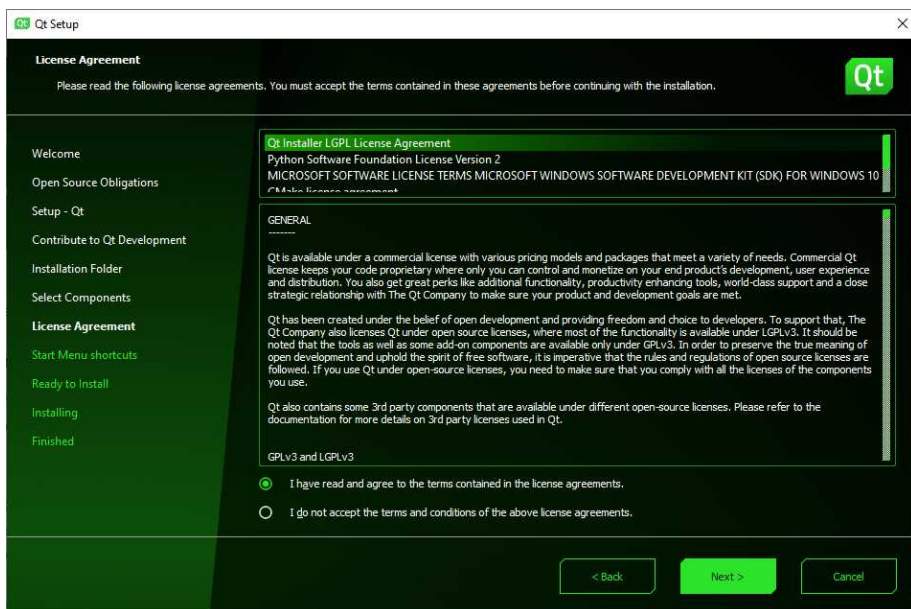 Qt Qt Setup
License Agreement
Please read the following license agreements. You must accept the terms contained in these agreements before continuing with the installation.
Qt
Welcome
Open Source Obligations
Setup - Qt
Contribute to Qt Development
Installation Folder
Select Components
License Agreement
Start Menu shortcuts
Ready to Install
Installing
Finished
Qt Installer LGPL License Agreement
Python Software Foundation License Version 2
MICROSOFT SOFTWARE LICENSE TERMS MICROSOFT WINDOWS SOFTWARE DEVELOPMENT KIT (SDK) FOR WINDOWS 10
CMake license agreement
GENERAL
-------
Qt is available under a commercial license with various pricing models and packages that meet a variety of needs. Commercial Qt
license keeps your code proprietary where only you can control and monetize on your end product's development, user experience
and distribution. You also get great perks like additional functionality, productivity enhancing tools, world-class support and a close
strategic relationship with The Qt Company to make sure your product and development goals are met.
Qt has been created under the belief of open development and providing freedom and choice to developers. To support that, The
Qt Company also licenses Qt under open source licenses, where most of the functionality is available under LGPLv3. It should be
noted that the tools as well as some add-on components are available only under GPLv3. In order to preserve the true meaning of
open development and uphold the spirit of free software, it is imperative that the rules and regulations of open source licenses are
followed. If you use Qt under open-source licenses, you need to make sure that you comply with all the licenses of the components
you use.
Qt also contains some 3rd party components that are available under different open-source licenses. Please refer to the
documentation for more details on 3rd party licenses used in Qt.
GPLv3 and LGPLv3
I have read and agree to the terms contained in the license agreements.
I do not accept the terms and conditions of the above license agreements.
< Back
Next >
Cancel